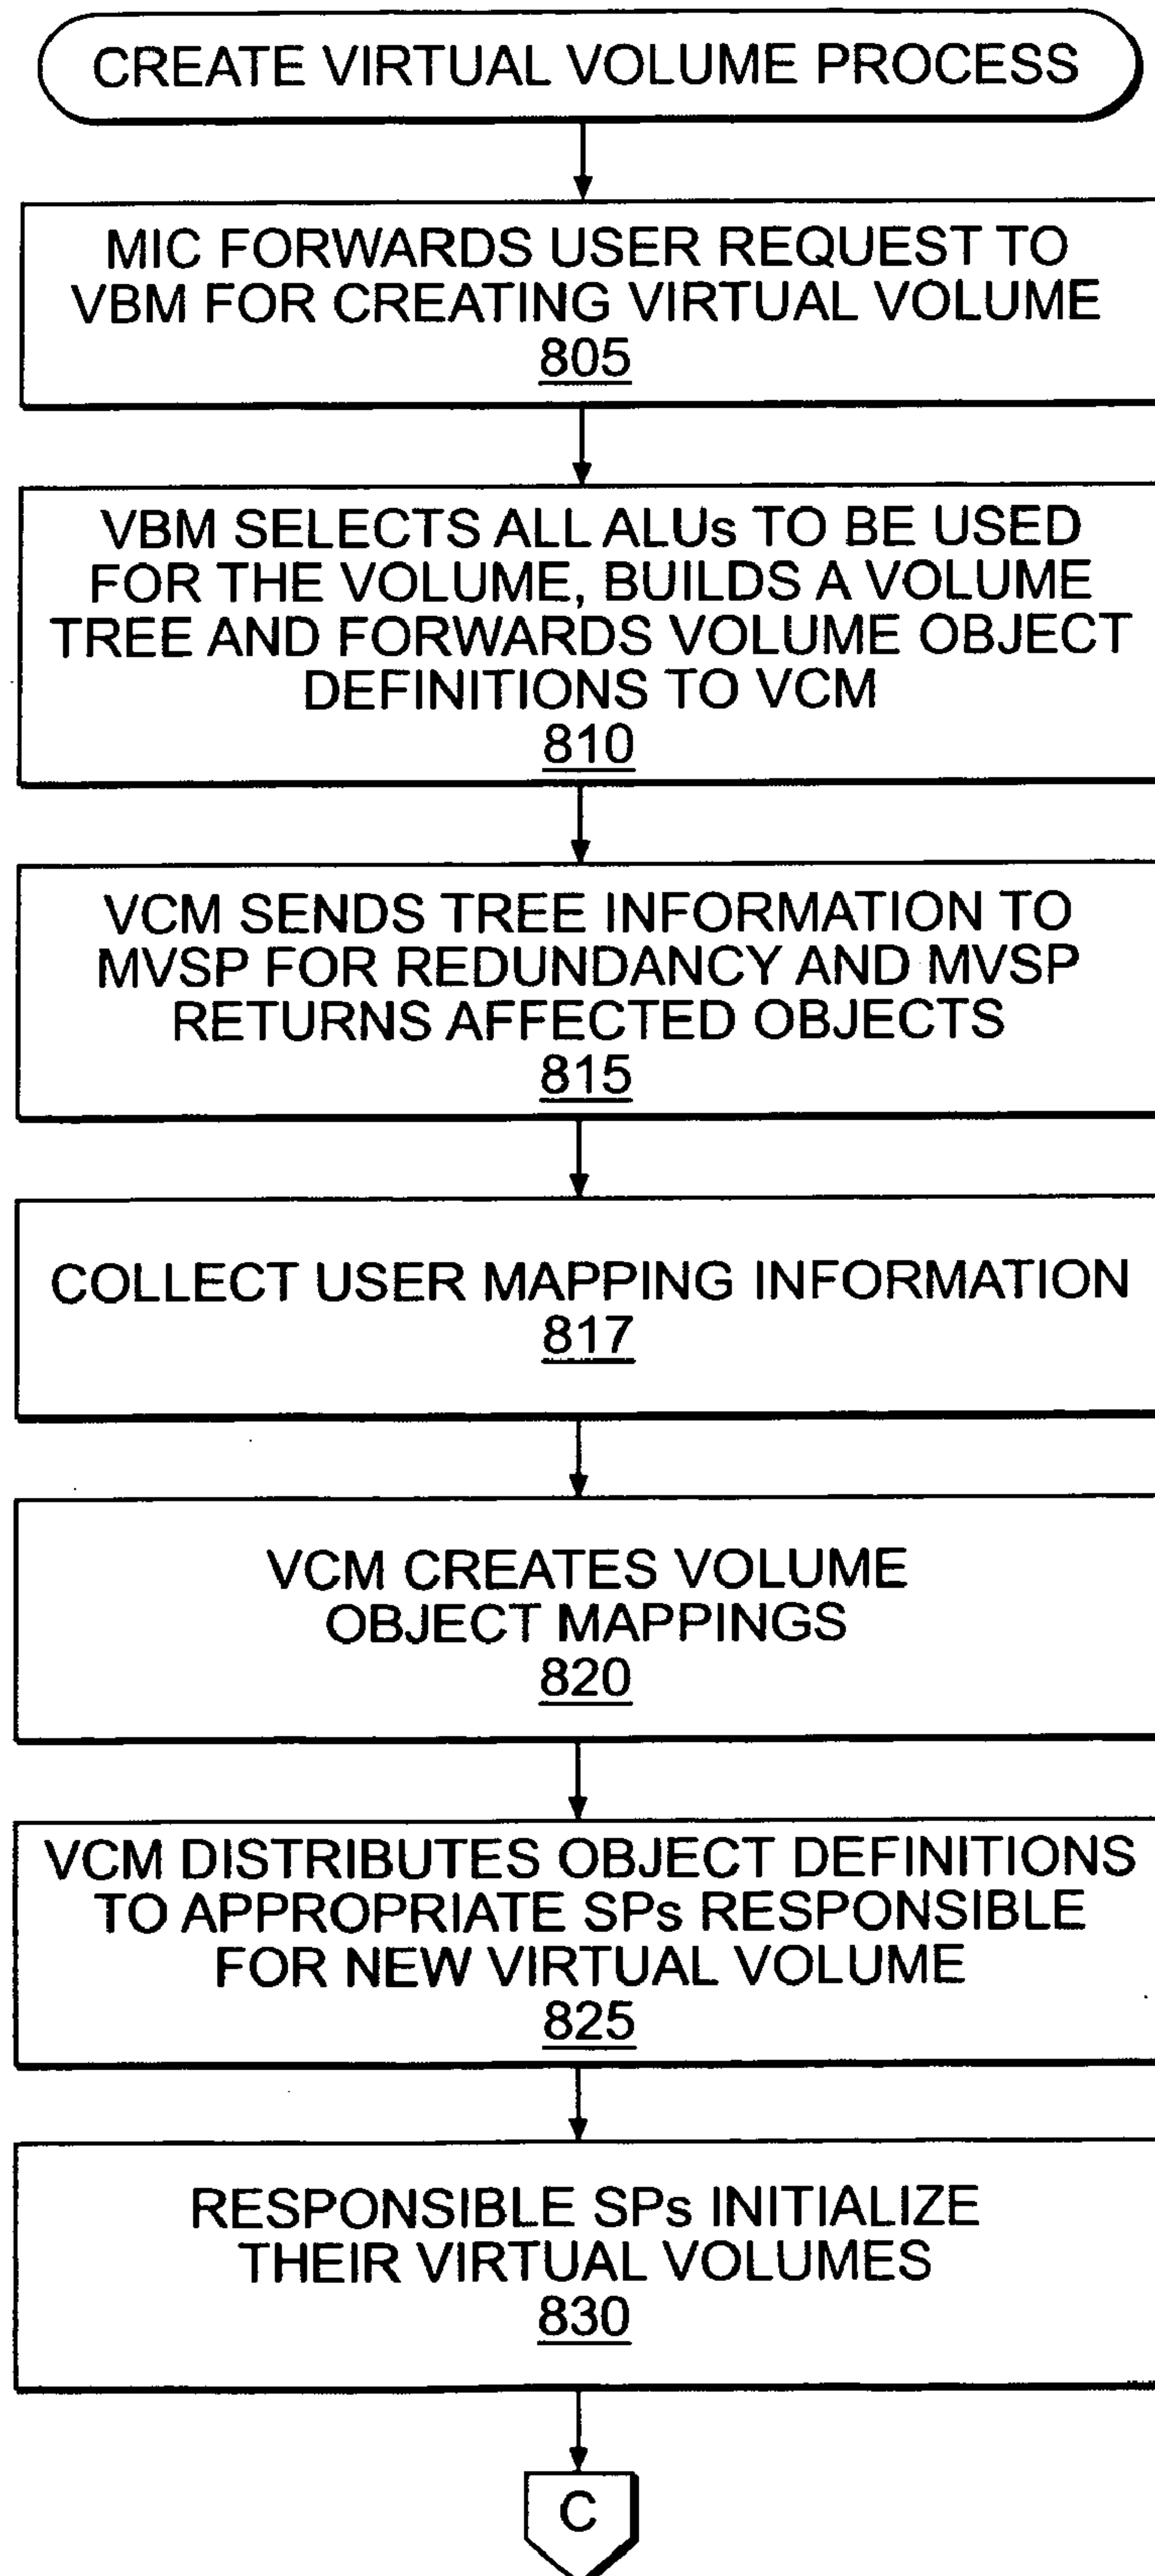 CREATE VIRTUAL VOLUME PROCESS
MIC FORWARDS USER REQUEST TO
VBM FOR CREATING VIRTUAL VOLUME
805
VBM SELECTS ALL ALUs TO BE USED
FOR THE VOLUME, BUILDS A VOLUME
TREE AND FORWARDS VOLUME OBJECT
DEFINITIONS TO VCM
810
VCM SENDS TREE INFORMATION TO
MVSP FOR REDUNDANCY AND MVSP
RETURNS AFFECTED OBJECTS
815
COLLECT USER MAPPING INFORMATION
817
VCM CREATES VOLUME
OBJECT MAPPINGS
820
VCM DISTRIBUTES OBJECT DEFINITIONS
TO APPROPRIATE SPs RESPONSIBLE
FOR NEW VIRTUAL VOLUME
825
RESPONSIBLE SPs INITIALIZE
THEIR VIRTUAL VOLUMES
830
C